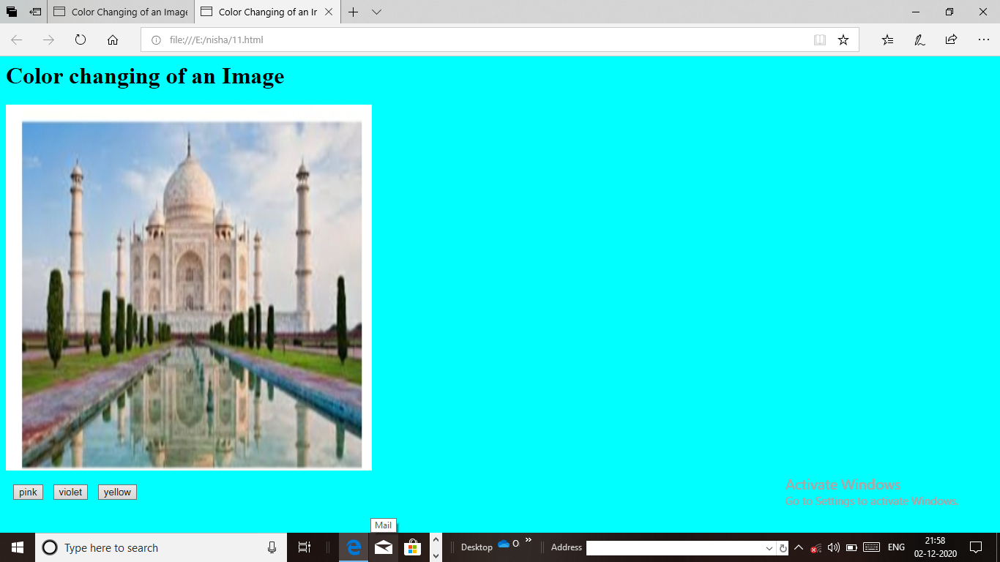 Color Changing of an Image
Color Changing of an Ir
file:///E:/nisha/11.html
Color changing of an Image
pink
violet
yellow
Activate Windows
Go to Settings to activate Windows.
Mail
Type here to search
Desktop
O
»
Address
ENG
21:58
02-12-2020